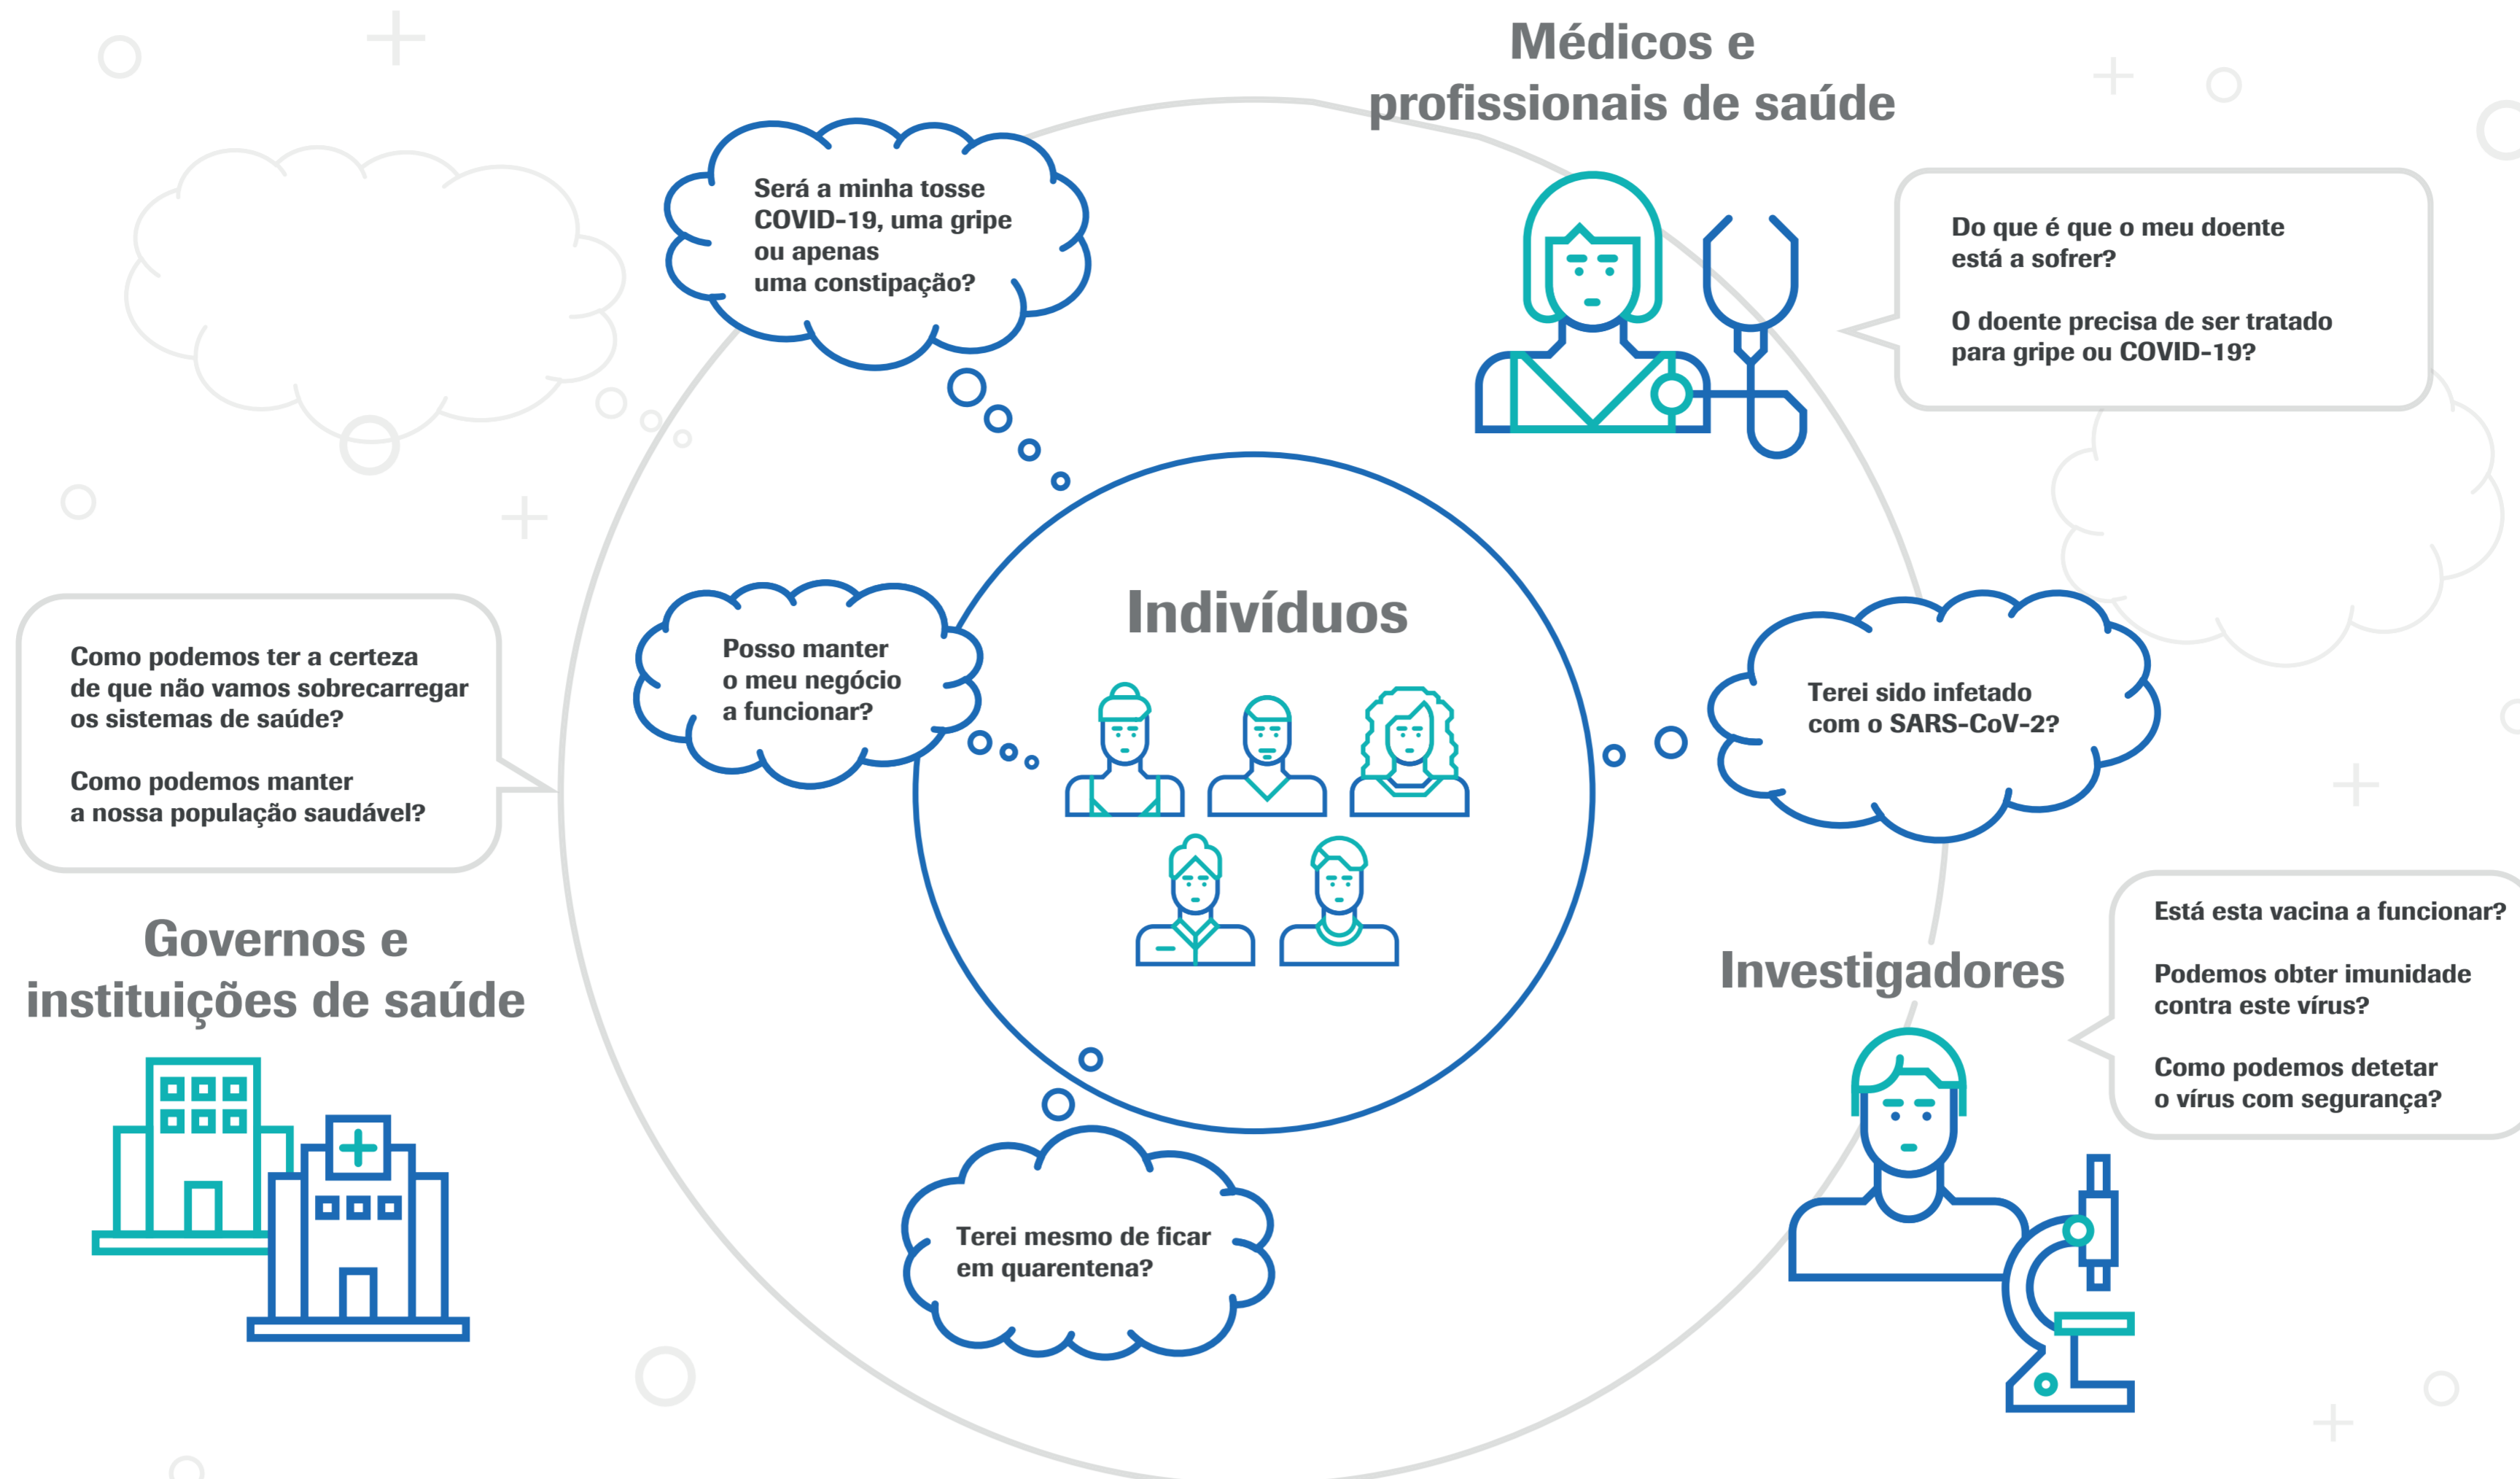 Médicos e
profissionais de saúde
Será a minha tosse
COVID-19, uma gripe
ou apenas
uma constipação?
Do que é que o meu doente
está a sofrer?
O doente precisa de ser tratado
para gripe ou COVID-19?
Indivíduos
Posso manter
o meu negócio
a funcionar?
Terei sido infetado
com o SARS-CoV-2?
Como podemos ter a certeza
de que não vamos sobrecarregar
os sistemas de saúde?
Como podemos manter
a nossa população saudável?
Governos e
instituições de saúde
Investigadores
Está esta vacina a funcionar?
Podemos obter imunidade
contra este vírus?
Como podemos detetar
o vírus com segurança?
Terei mesmo de ficar
em quarentena?